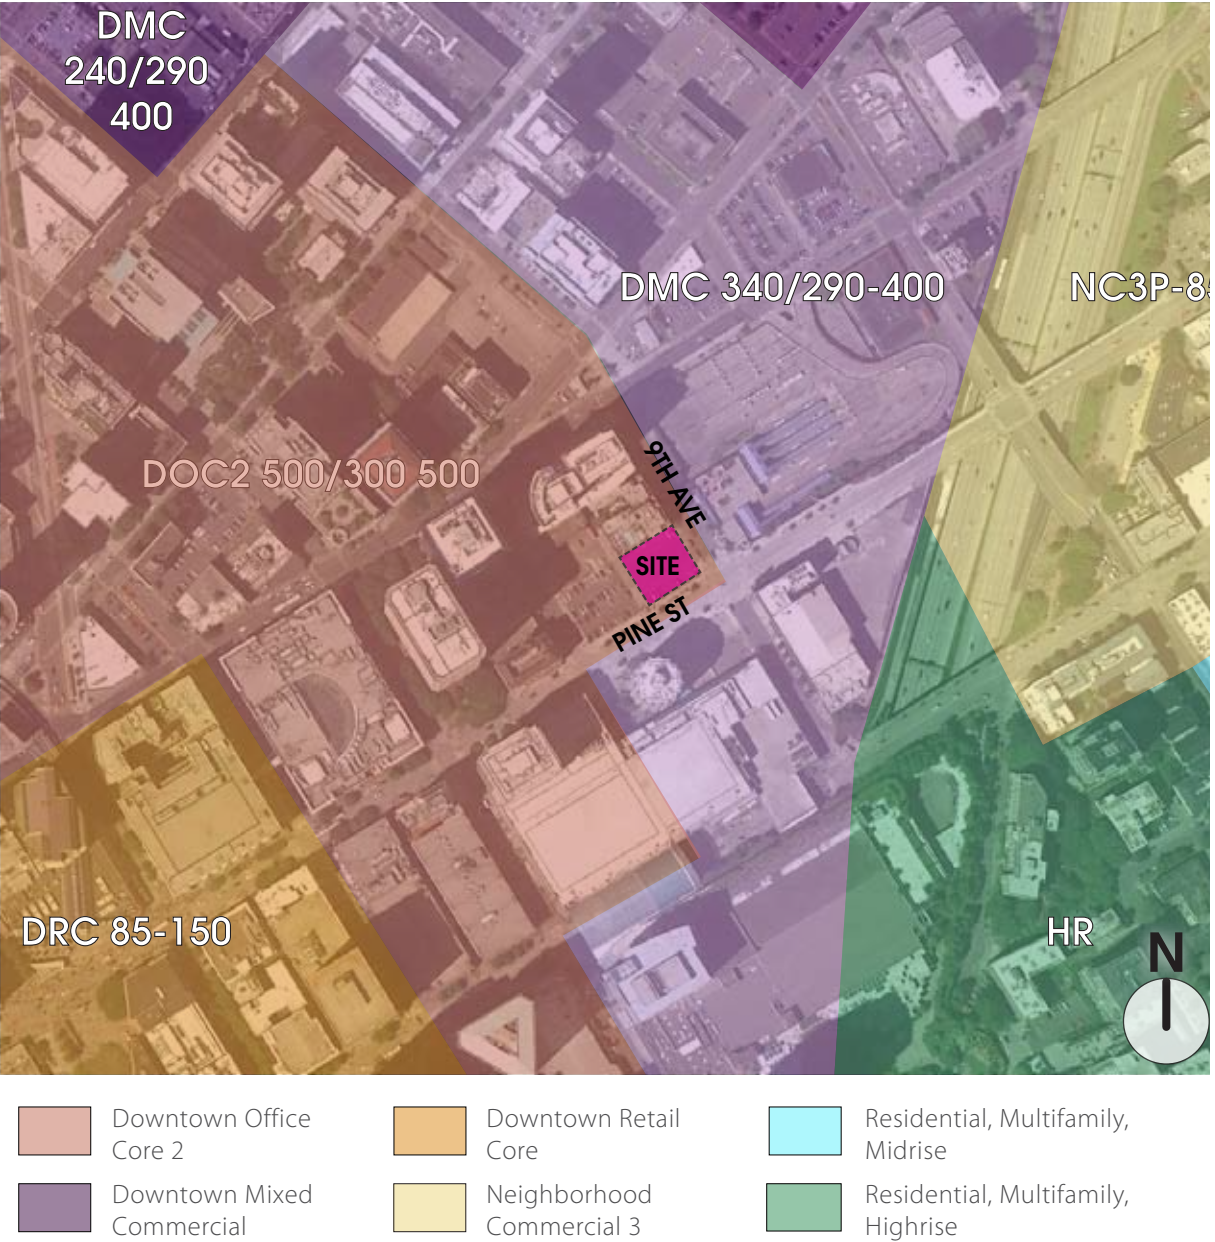 DMC
240/290
400
DMC 340/290-400
NC3P-85
DOC2 500/300 500
9TH AVE
SITE
PINE ST
DRC 85-150
HR
N
Downtown Office
Core 2
Downtown Retail
Core
Residential, Multifamily,
Midrise
Downtown Mixed
Commercial
Neighborhood
Commercial 3
Residential, Multifamily,
Highrise